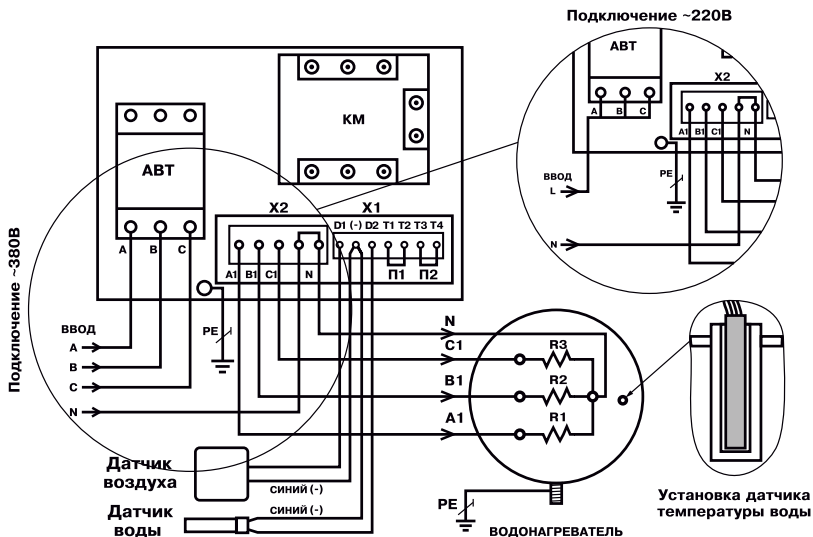 Подключение ~220В
АВТ
X2
A B C
A1 B1 C1 N
ВВОД
L
PE
N
КМ
АВТ
X2 X1
D1 (-) D2 T1 T2 T3 T4
A B C
A1 B1 C1 N
П1 П2
Подключение ~380В
PE
ВВОД
A
B
C
N
N
C1
B1
A1
R3
R2
R1
Датчик
воздуха
СИНИЙ (-)
СИНИЙ (-)
Датчик
воды
PE
ВОДОНАГРЕВАТЕЛЬ
Установка датчика
температуры воды